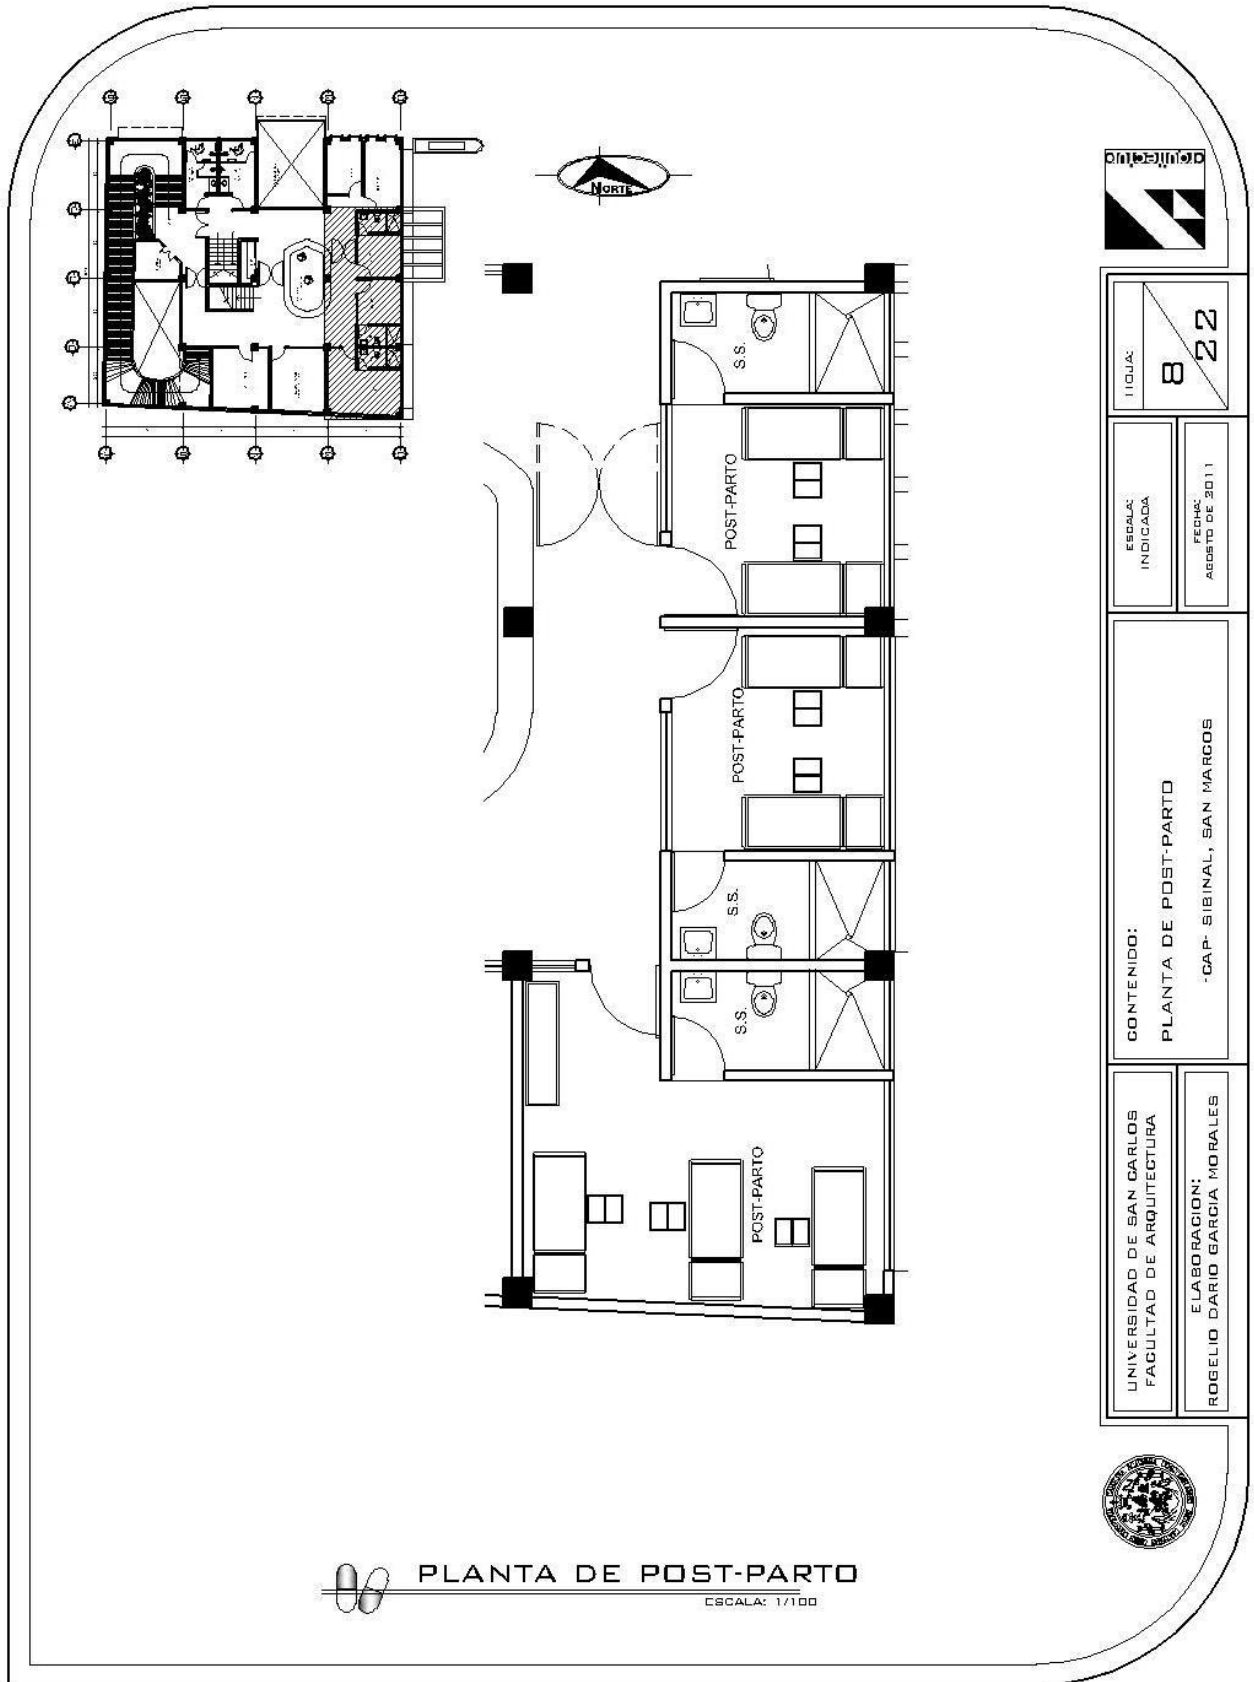 NORTE
arquitectura
S.S.
POST-PARTO
POST-PARTO
S.S.
S.S.
POST-PARTO
PLANTA DE POST-PARTO
ESCALA: 1/100
UNIVERSIDAD DE SAN CARLOS
FACULTAD DE ARQUITECTURA
ELABORACION:
ROGELIO DARIO GARCIA MORALES
CONTENIDO:
PLANTA DE POST-PARTO
-CAP- SIBINAL, SAN MARCOS
ESCALA:
INDICADA
FECHA:
AGOSTO DE 2011
HOJA:
8
22